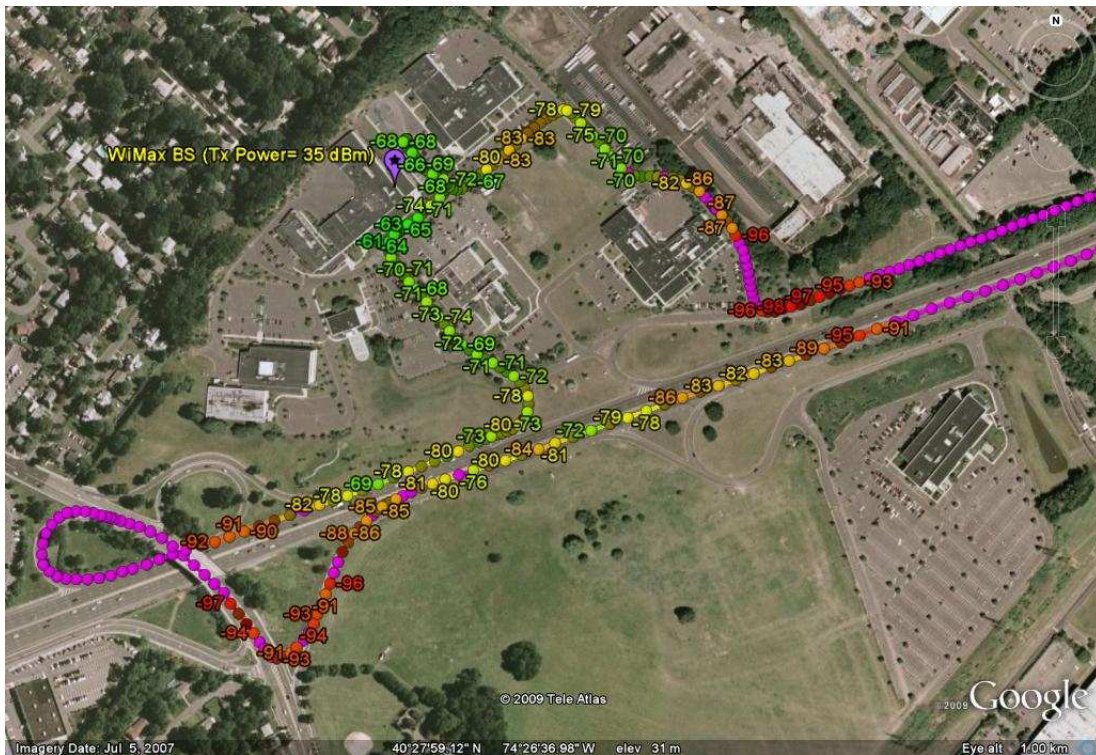 N
-78 -79
-83 -83 -75 -70
-68 -68
WiMax BS (Tx Power= 35 dBm)
-66 -69 -80 -83 -71 -70
-68 -72 -67 -70 -82 -86
-74 -71 -87
-63 -65 -87 -96
-61 -64
-70 -71
-71 -68 -96 -98 -97 -95 -93
-73 -74
-72 -69 -95 -91
-71 -71 -89
-72 -82 -83
-78 -86 -83
-73 -79 -78
-80 -73 -72
-80 -84 -81
-78 -80
-69 -81 -80 -76
-82 -78 -85 -85
-91 -90 -88 -86
-92
-96
-97 -93 -91
-94 -94
-91 -93
© 2009 Tele Atlas
© 2009 Google
Imagery Date: Jul 5, 2007 40°27'59.12" N 74°26'36.98" W elev 31 m Eye alt 1.00 km